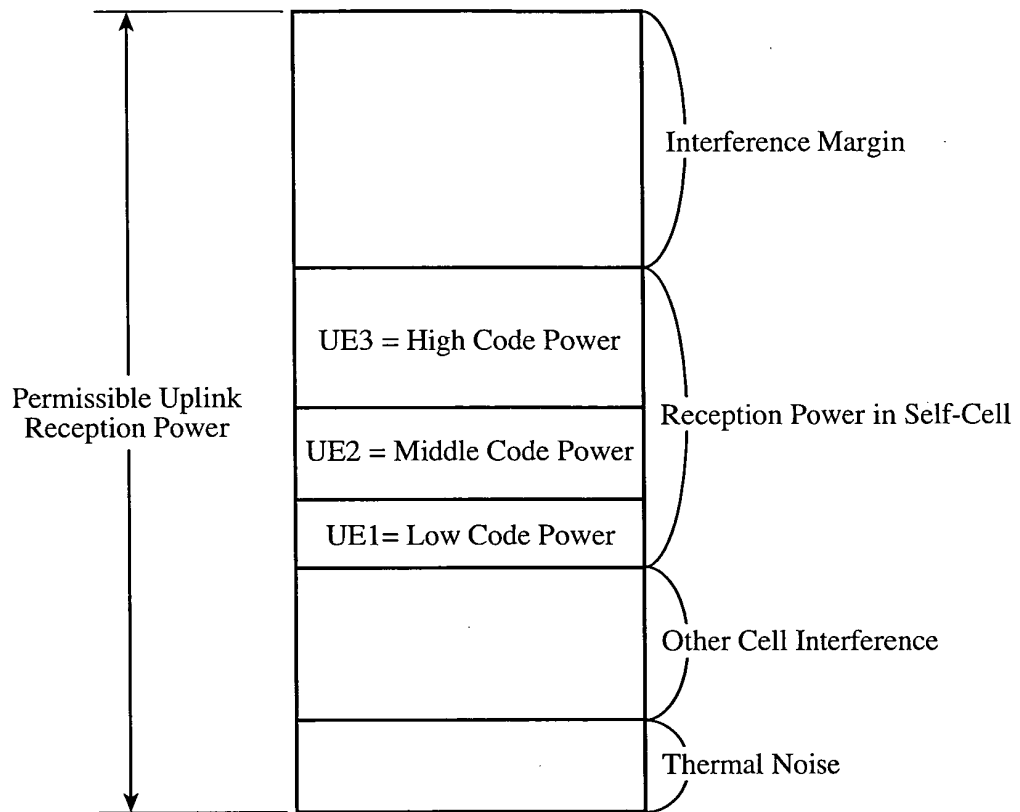 Interference Margin
UE3 = High Code Power
Permissible Uplink
Reception Power
Reception Power in Self-Cell
UE2 = Middle Code Power
UE1= Low Code Power
Other Cell Interference
Thermal Noise